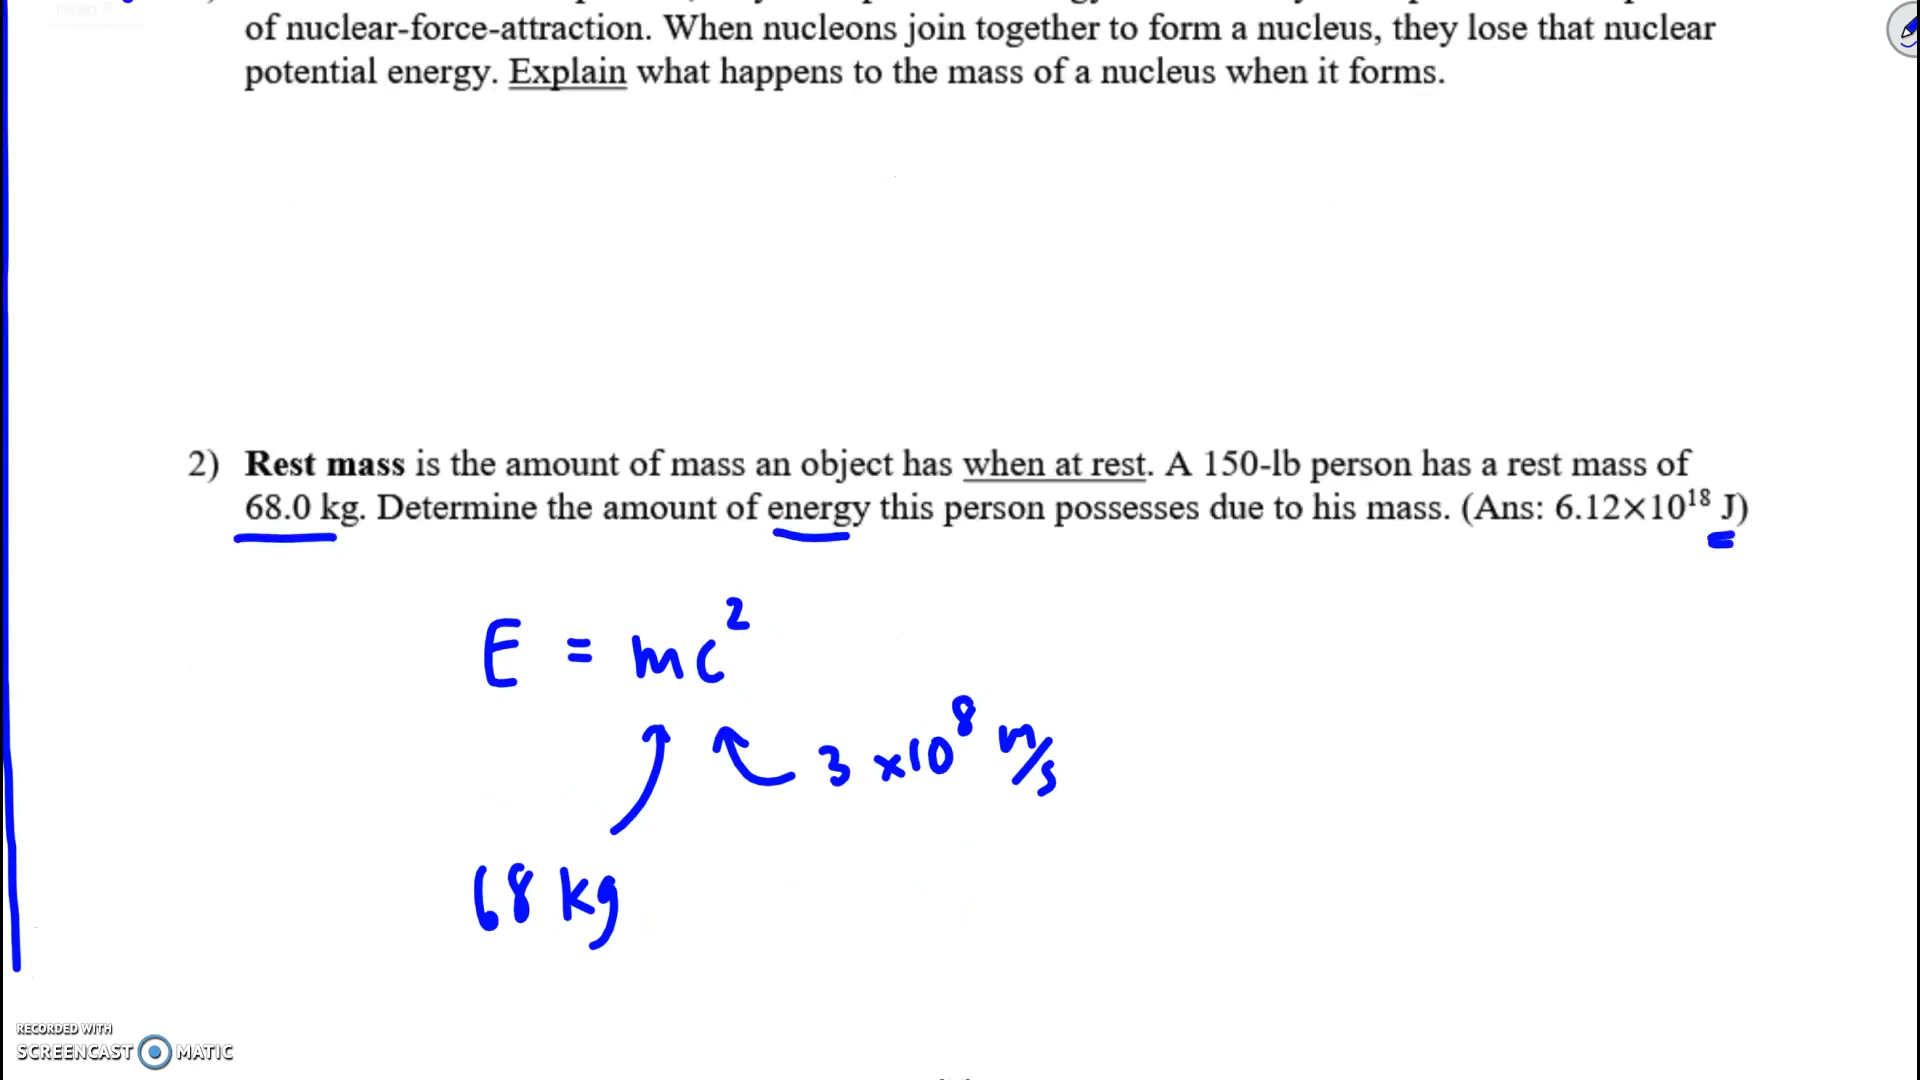 of nuclear-force-attraction. When nucleons join together to form a nucleus, they lose that nuclear
potential energy. Explain what happens to the mass of a nucleus when it forms.
2) Rest mass is the amount of mass an object has when at rest. A 150-lb person has a rest mass of
68.0 kg. Determine the amount of energy this person possesses due to his mass. (Ans: 6.12×10¹⁸ J)
E = mc²
3 ×10⁸ m/s
68 kg
RECORDED WITH
SCREENCAST MATIC